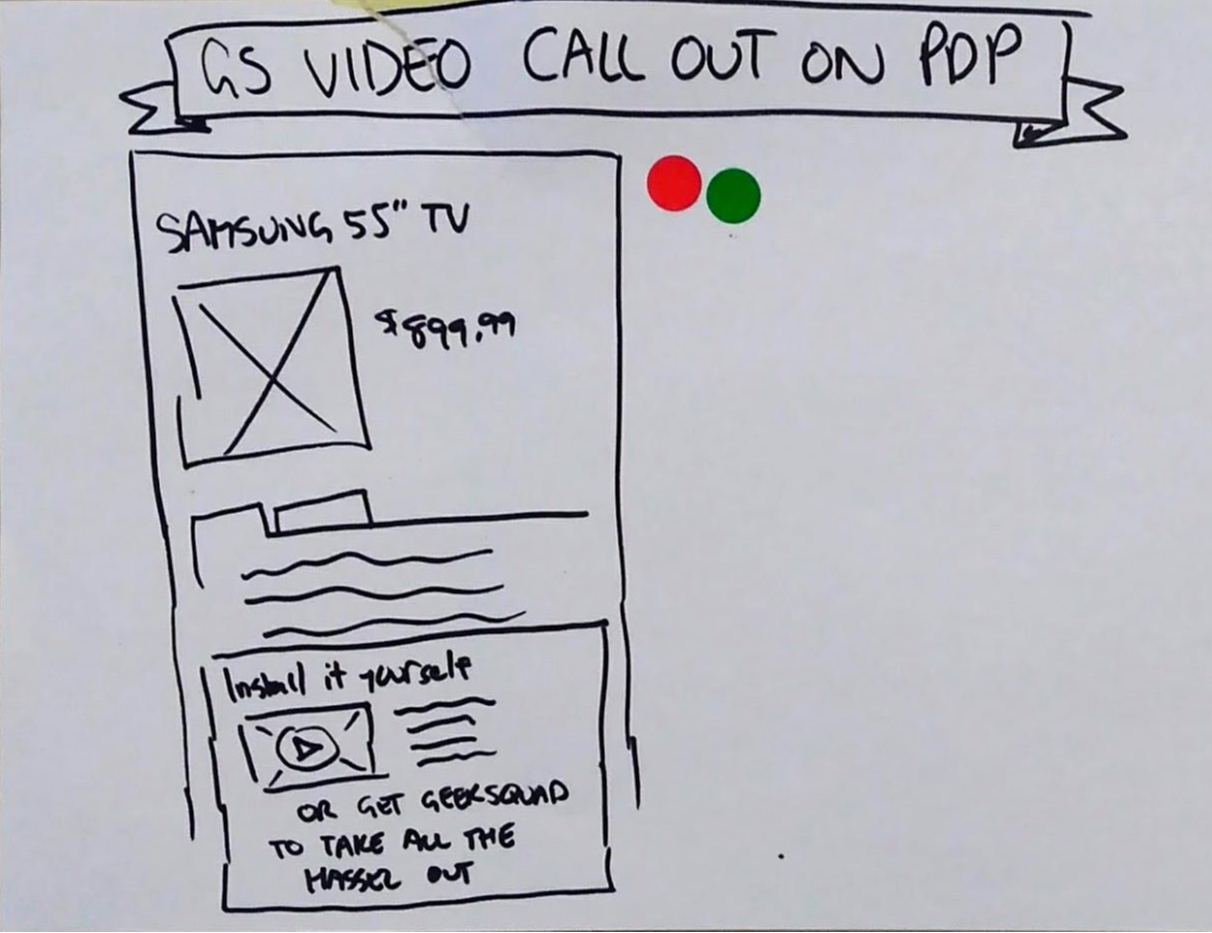 GS VIDEO CALL OUT ON PDP
SAMSUNG 55" TV
$899.99
Install it yourself
OR GET GEEKSQUAD
TO TAKE ALL THE
HASSEL OUT